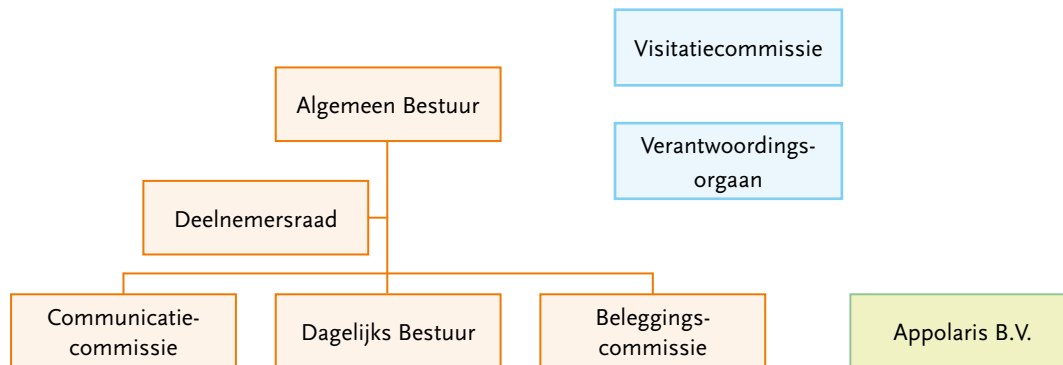 Visitatiecommissie
Algemeen Bestuur
Verantwoordings-
orgaan
Deelnemersraad
Communicatie-
commissie
Dagelijks Bestuur
Beleggings-
commissie
Appolaris B.V.